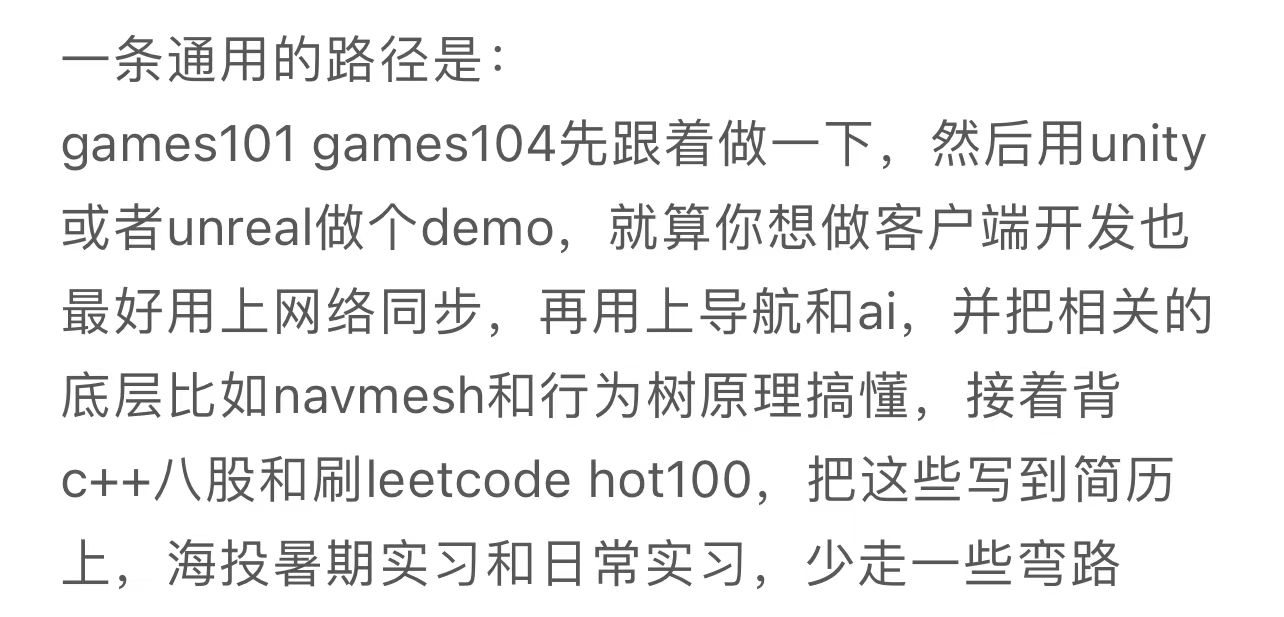 一条通用的路径是：
games101 games104先跟着做一下，然后用unity
或者unreal做个demo，就算你想做客户端开发也
最好用上网络同步，再用上导航和ai，并把相关的
底层比如navmesh和行为树原理搞懂，接着背
c++八股和刷leetcode hot100，把这些写到简历
上，海投暑期实习和日常实习，少走一些弯路